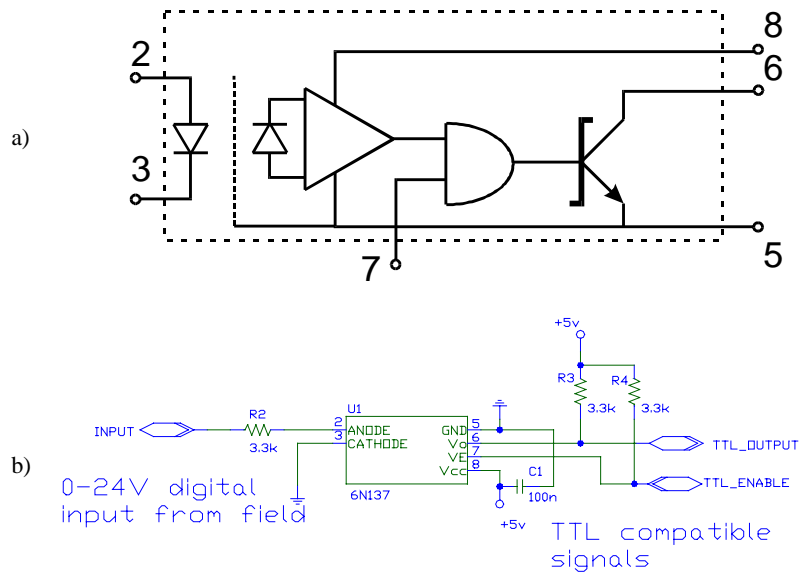 8
2
6
a)
3
5
7
+5v
R3
R4
R2
U1
3.3k
3.3k
INPUT
2
ANODE
GND
5
3
CATHODE
Vo
6
TTL_OUTPUT
3.3k
VE
7
b)
Vcc
8
C1
TTL_ENABLE
0-24V digital
6N137
100n
input from field
+5v
TTL compatible
signals